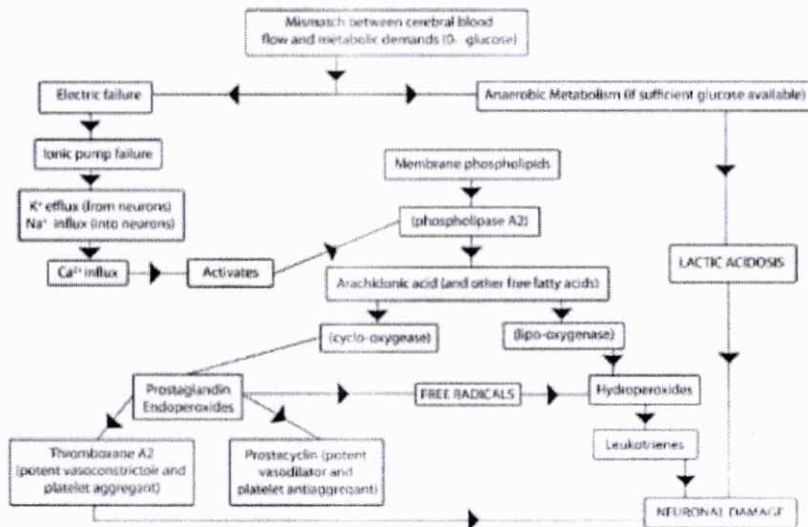 Mismatch between cerebral blood
flow and metabolic demands (0- glucose)
Electric failure
Anaerobic Metabolism (if sufficient glucose available)
Ionic pump failure
Membrane phospholipids
K+ efflux (from neurons)
Na+ influx (into neurons)
(phospholipase A2)
Ca2+ influx
Activates
LACTIC ACIDOSIS
Arachidonic acid (and other free fatty acids)
(cyclo-oxygease)
(lipo-oxygenase)
Prostaglandin
Endoperoxides
FREE RADICALS
Hydroperoxides
Thromboxane A2
(potent vasoconstrictoir and
platelet aggregant)
Prostacyclin (potent
vasodilator and
platelet antiaggregant)
Leukotrienes
NEURONAL DAMAGE